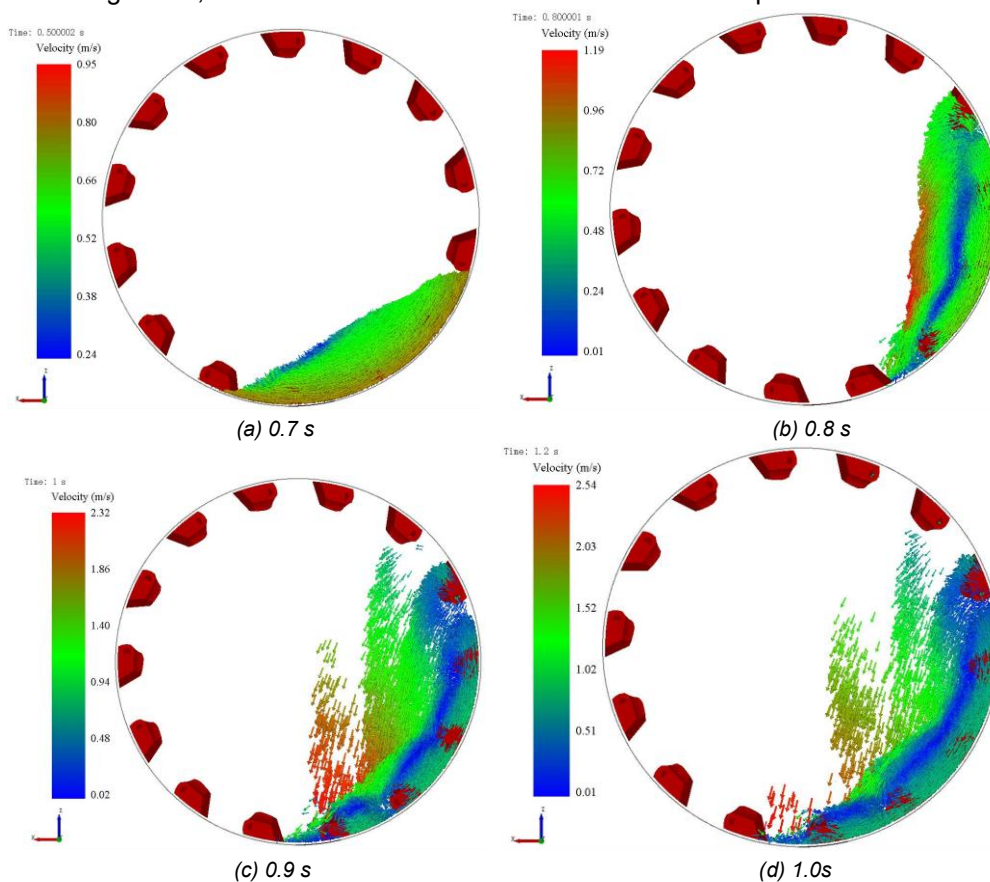 Time: 0.500002 s
Velocity (m/s)
0.95
0.80
0.66
0.52
0.38
0.24
(a) 0.7 s
Time: 0.800001 s
Velocity (m/s)
1.19
0.96
0.72
0.48
0.24
0.01
(b) 0.8 s
Time: 1 s
Velocity (m/s)
2.32
1.86
1.40
0.94
0.48
0.02
(c) 0.9 s
Time: 1.2 s
Velocity (m/s)
2.54
2.03
1.52
1.02
0.51
0.01
(d) 1.0s